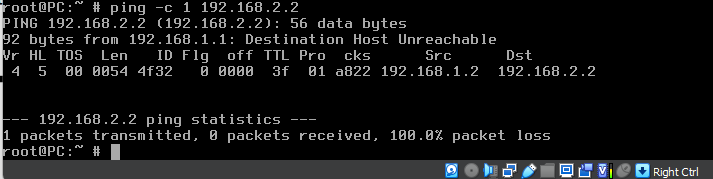 root@PC:~ # ping -c 1 192.168.2.2
PING 192.168.2.2 (192.168.2.2): 56 data bytes
92 bytes from 192.168.1.1: Destination Host Unreachable
Vr HL TOS  Len   ID Flg  off TTL Pro  cks      Src      Dst
 4  5  00 0054 4f32   0 0000  3f  01 a822 192.168.1.2  192.168.2.2
--- 192.168.2.2 ping statistics ---
1 packets transmitted, 0 packets received, 100.0% packet loss
root@PC:~ #
Right Ctrl